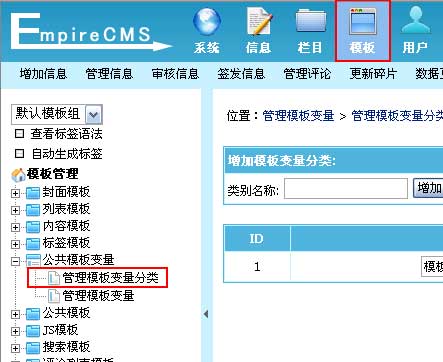 EmpireCMS
系统 信息 栏目 模板 用户
增加信息 管理信息 审核信息 签发信息 管理评论 更新碎片
默认模板组
查看标签语法
自动生成标签
模板管理
封面模板
列表模板
内容模板
标签模板
公共模板变量
管理模板变量分类
管理模板变量
公共模板
JS模板
搜索模板
位置：管理模板变量 > 管理模板变量分
增加模板变量分类:
类别名称: 增加
ID
1 模板